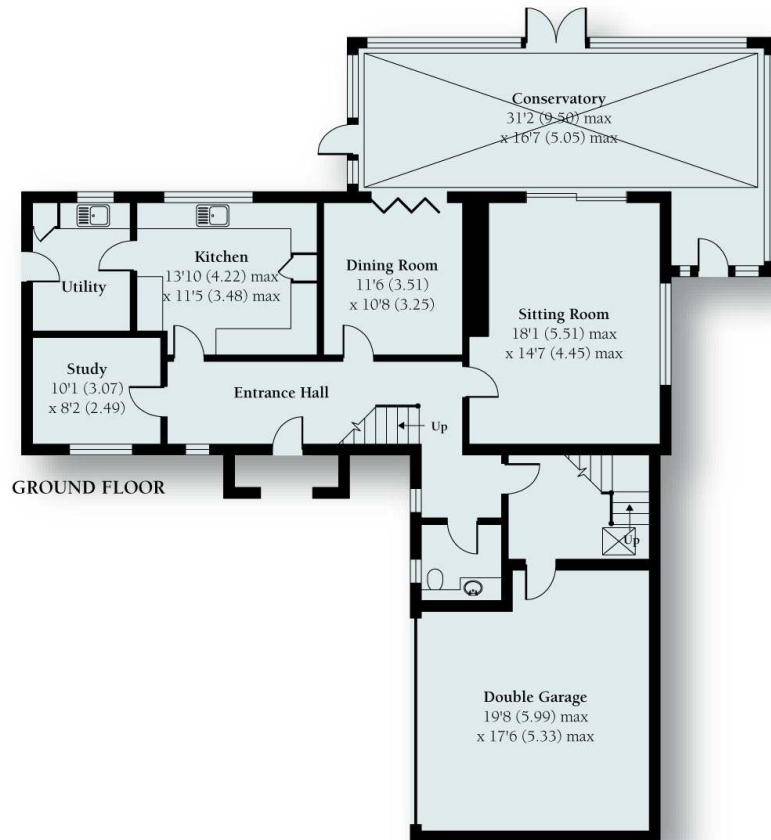 Conservatory
31'2 (9.50) max
x 16'7 (5.05) max
Kitchen
13'10 (4.22) max
x 11'5 (3.48) max
Dining Room
11'6 (3.51)
x 10'8 (3.25)
Utility
Sitting Room
18'1 (5.51) max
x 14'7 (4.45) max
Study
10'1 (3.07)
x 8'2 (2.49)
Entrance Hall
Up
GROUND FLOOR
Up
Double Garage
19'8 (5.99) max
x 17'6 (5.33) max